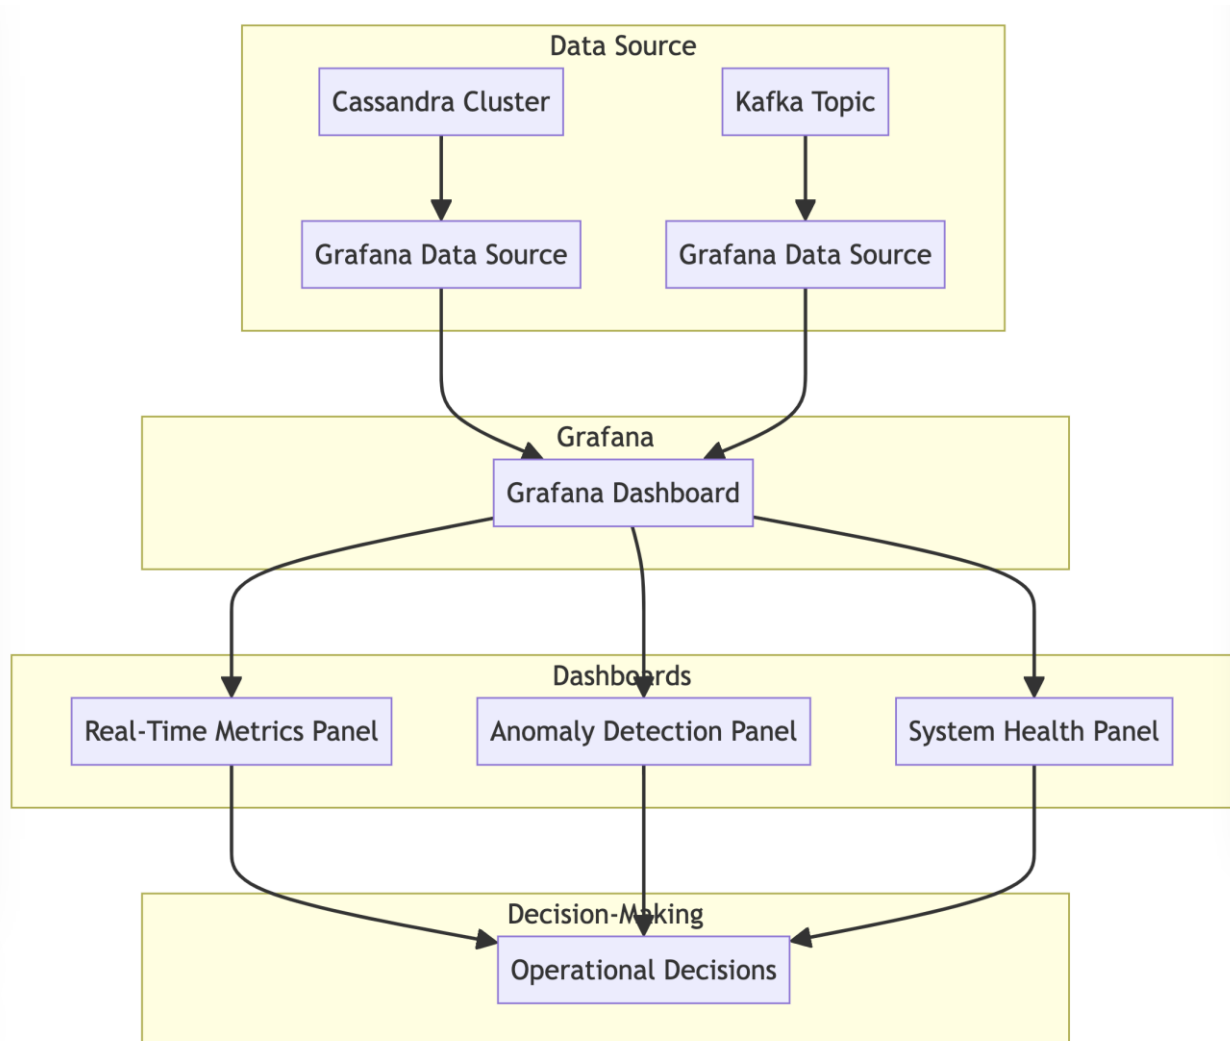 Data Source
Cassandra Cluster
Kafka Topic
Grafana Data Source
Grafana Data Source
Grafana
Grafana Dashboard
Dashboards
Real-Time Metrics Panel
Anomaly Detection Panel
System Health Panel
Decision-Making
Operational Decisions